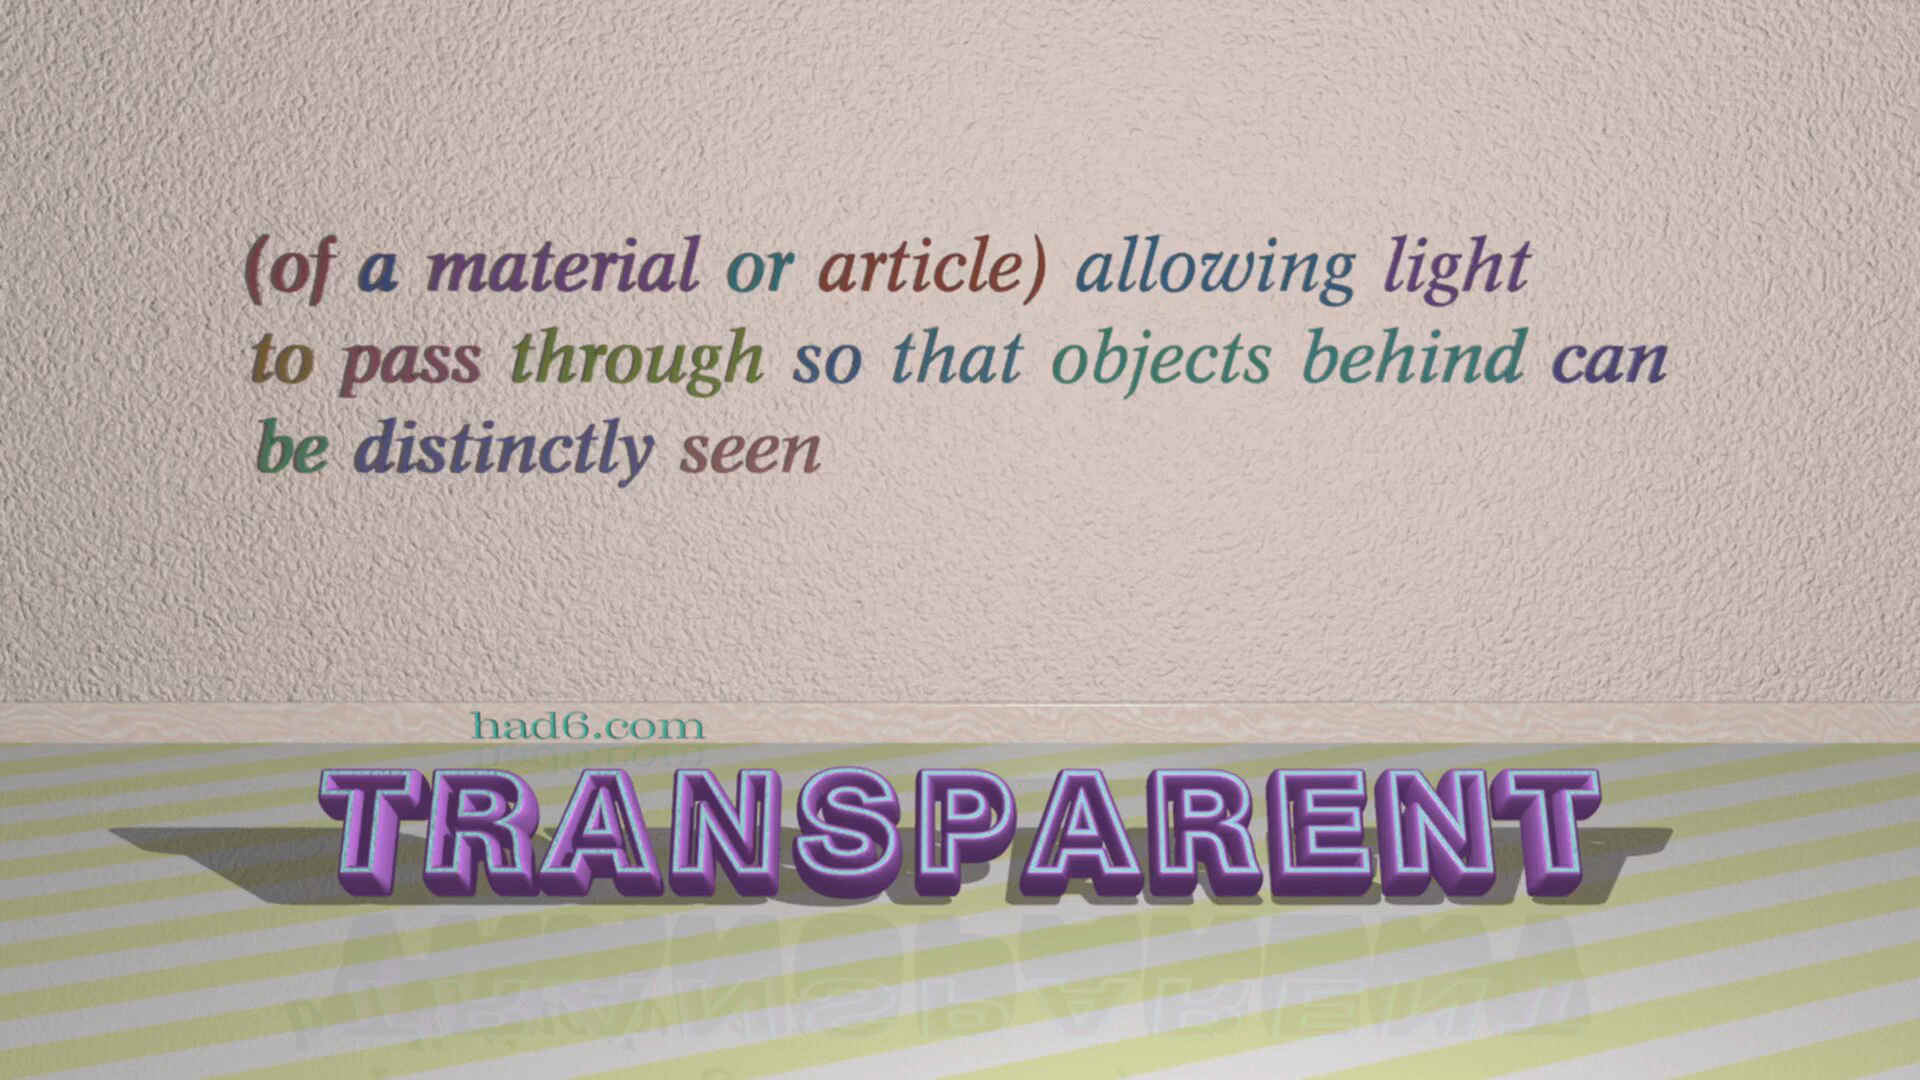 (of a material or article) allowing light
to pass through so that objects behind can
be distinctly seen
had6.com
TRANSPARENT